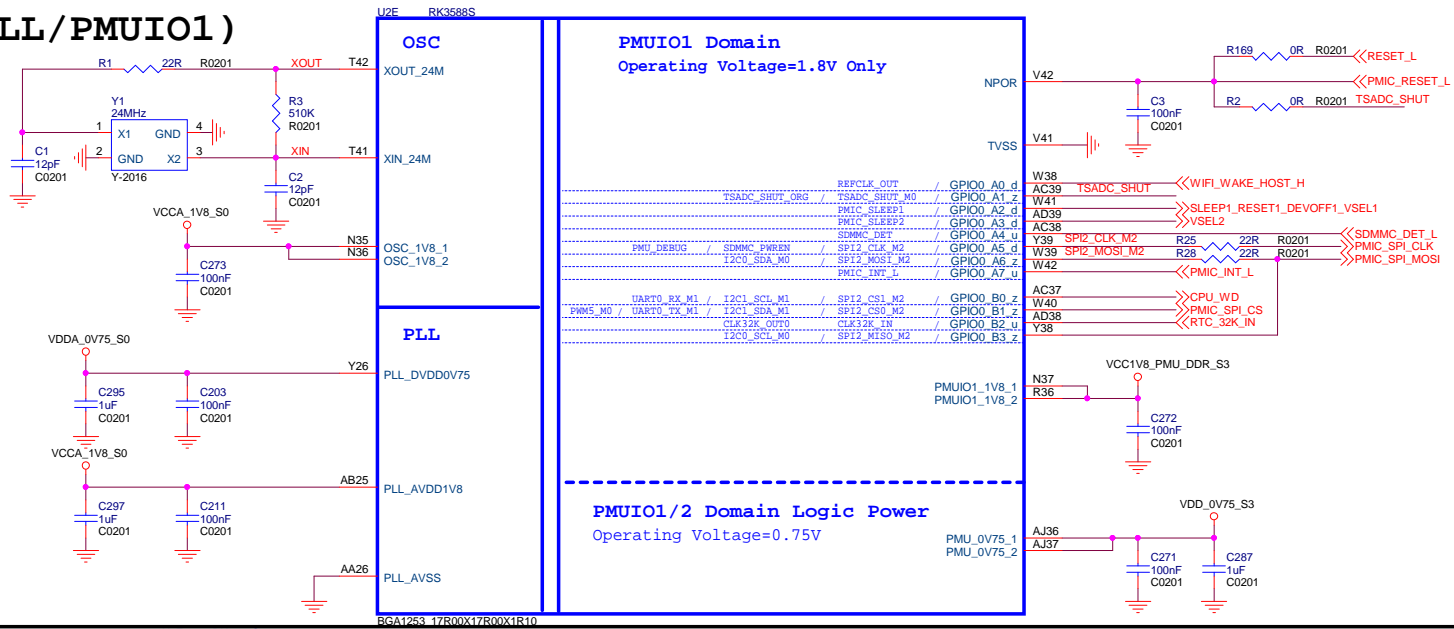 LL/PMUIO1)
U2E RK3588S
OSC
PMUIO1 Domain
Operating Voltage=1.8V Only
R1 22R R0201 XOUT T42
XOUT_24M
Y1
24MHz
R3
510K
R0201
1 X1 GND 4
2 GND X2 3
Y-2016
XIN T41
XIN_24M
C1
12pF
C0201
C2
12pF
C0201
VCCA_1V8_S0
N35 OSC_1V8_1
N36 OSC_1V8_2
C273
100nF
C0201
PLL
VDDA_0V75_S0
Y26
PLL_DVDD0V75
C295
1uF
C0201
C203
100nF
C0201
VCCA_1V8_S0
AB25
PLL_AVDD1V8
C297
1uF
C0201
C211
100nF
C0201
AA26
PLL_AVSS
BGA1253_17R00X17R00X1R10
NPOR V42
R169 0R R0201 RESET_L
PMIC_RESET_L
R2 0R R0201 TSADC_SHUT
C3
100nF
C0201
TVSS V41
REFCLK_OUT / GPIO0_A0_d W38 WIFI_WAKE_HOST_H
TSADC_SHUT_ORG / TSADC_SHUT_M0 / GPIO0_A1_z AC39 TSADC_SHUT
PMIC_SLEEP1 / GPIO0_A2_d W41 SLEEP1_RESET1_DEVOFF1_VSEL1
PMIC_SLEEP2 / GPIO0_A3_d AD39 VSEL2
SDMMC_DET / GPIO0_A4_u AC38 SDMMC_DET_L
PMU_DEBUG / SDMMC_PWREN / SPI2_CLK_M2 / GPIO0_A5_d Y39 SPI2_CLK_M2 R25 22R R0201 PMIC_SPI_CLK
I2C0_SDA_M0 / SPI2_MOSI_M2 / GPIO0_A6_z W39 SPI2_MOSI_M2 R28 22R R0201 PMIC_SPI_MOSI
PMIC_INT_L / GPIO0_A7_u W42 PMIC_INT_L
UART0_RX_M1 / I2C1_SCL_M1 / SPI2_CS1_M2 / GPIO0_B0_z AC37 CPU_WD
PWM5_M0 / UART0_TX_M1 / I2C1_SDA_M1 / SPI2_CS0_M2 / GPIO0_B1_z W40 PMIC_SPI_CS
CLK32K_OUT0 / CLK32K_IN / GPIO0_B2_u AD38 RTC_32K_IN
I2C0_SCL_M0 / SPI2_MISO_M2 / GPIO0_B3_z Y38
VCC1V8_PMU_DDR_S3
PMUIO1_1V8_1 N37
PMUIO1_1V8_2 R36
C272
100nF
C0201
PMUIO1/2 Domain Logic Power
Operating Voltage=0.75V
VDD_0V75_S3
PMU_0V75_1 AJ36
PMU_0V75_2 AJ37
C271
100nF
C0201
C287
1uF
C0201